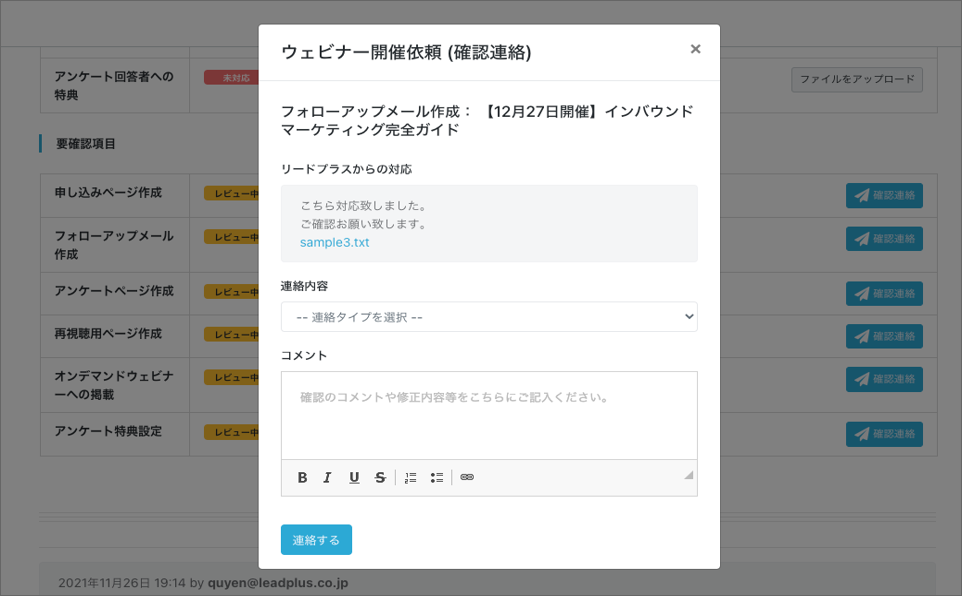 ウェビナー開催依頼 (確認連絡)
×
アンケート回答者への
特典
未対応
ファイルをアップロード
フォローアップメール作成： 【12月27日開催】インバウンド
マーケティング完全ガイド
要確認項目
リードプラスからの対応
こちら対応致しました。
ご確認お願い致します。
sample3.txt
申し込みページ作成
レビュー中
確認連絡
フォローアップメール
作成
レビュー中
確認連絡
アンケートページ作成
レビュー中
確認連絡
再視聴用ページ作成
レビュー中
確認連絡
オンデマンドウェビナ
ーへの掲載
レビュー中
確認連絡
アンケート特典設定
レビュー中
確認連絡
連絡内容
-- 連絡タイプを選択 --
コメント
確認のコメントや修正内容等をこちらにご記入ください。
B I U S
連絡する
2021年11月26日 19:14 by quyen@leadplus.co.jp